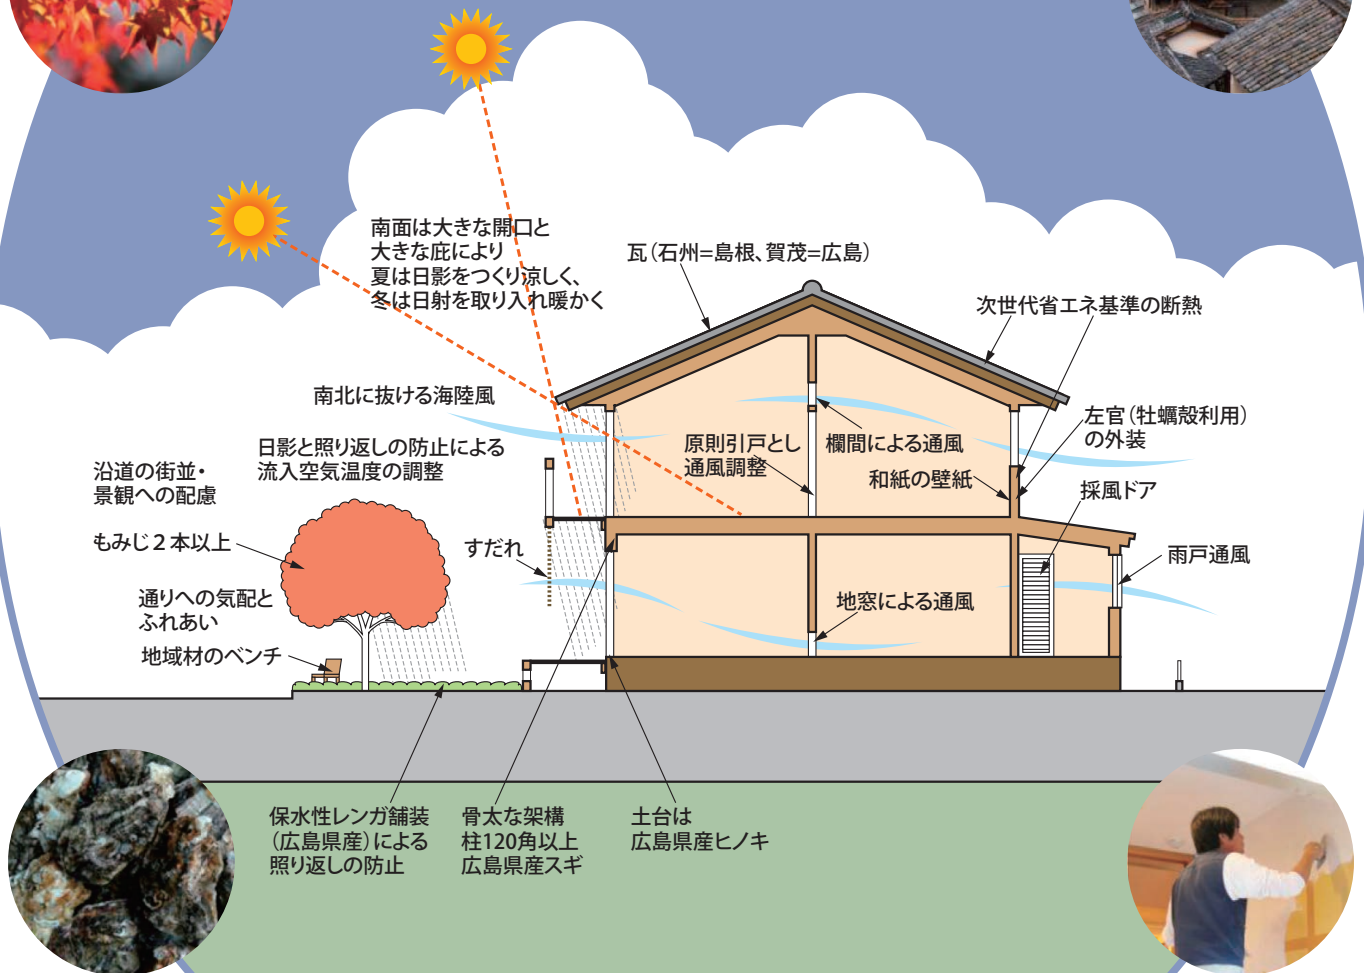 南面は大きな開口と
大きな庇により
夏は日影をつくり涼しく、
冬は日射を取り入れ暖かく
瓦（石州=島根、賀茂=広島）
次世代省エネ基準の断熱
南北に抜ける海陸風
日影と照り返しの防止による
流入空気温度の調整
沿道の街並・
景観への配慮
原則引戸とし
通風調整
欄間による通風
和紙の壁紙
左官（牡蠣殻利用）
の外装
採風ドア
もみじ２本以上
すだれ
雨戸通風
通りへの気配と
ふれあい
地域材のベンチ
地窓による通風
保水性レンガ舗装
（広島県産）による
照り返しの防止
骨太な架構
柱120角以上
広島県産スギ
土台は
広島県産ヒノキ